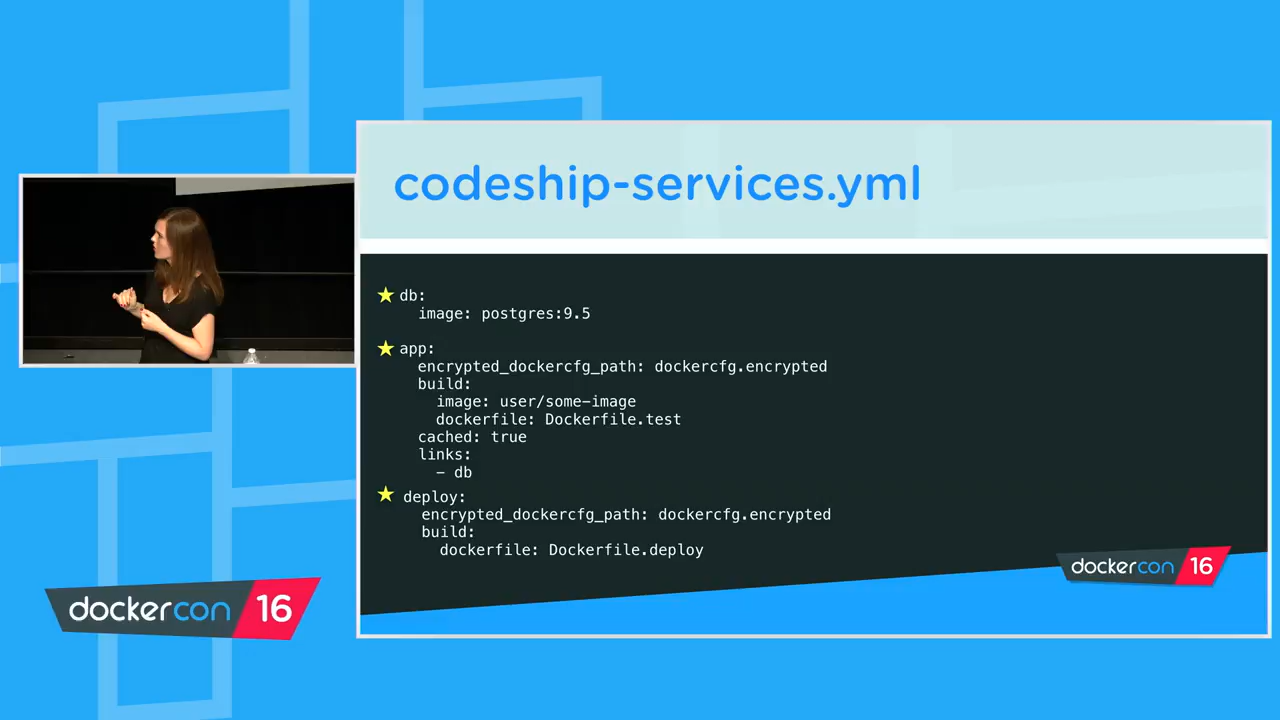 codeship-services.yml
db:
image: postgres:9.5
app:
encrypted_dockercfg_path: dockercfg.encrypted
build:
image: user/some-image
dockerfile: Dockerfile.test
cached: true
links:
- db
deploy:
encrypted_dockercfg_path: dockercfg.encrypted
build:
dockerfile: Dockerfile.deploy
dockercon 16
dockercon 16